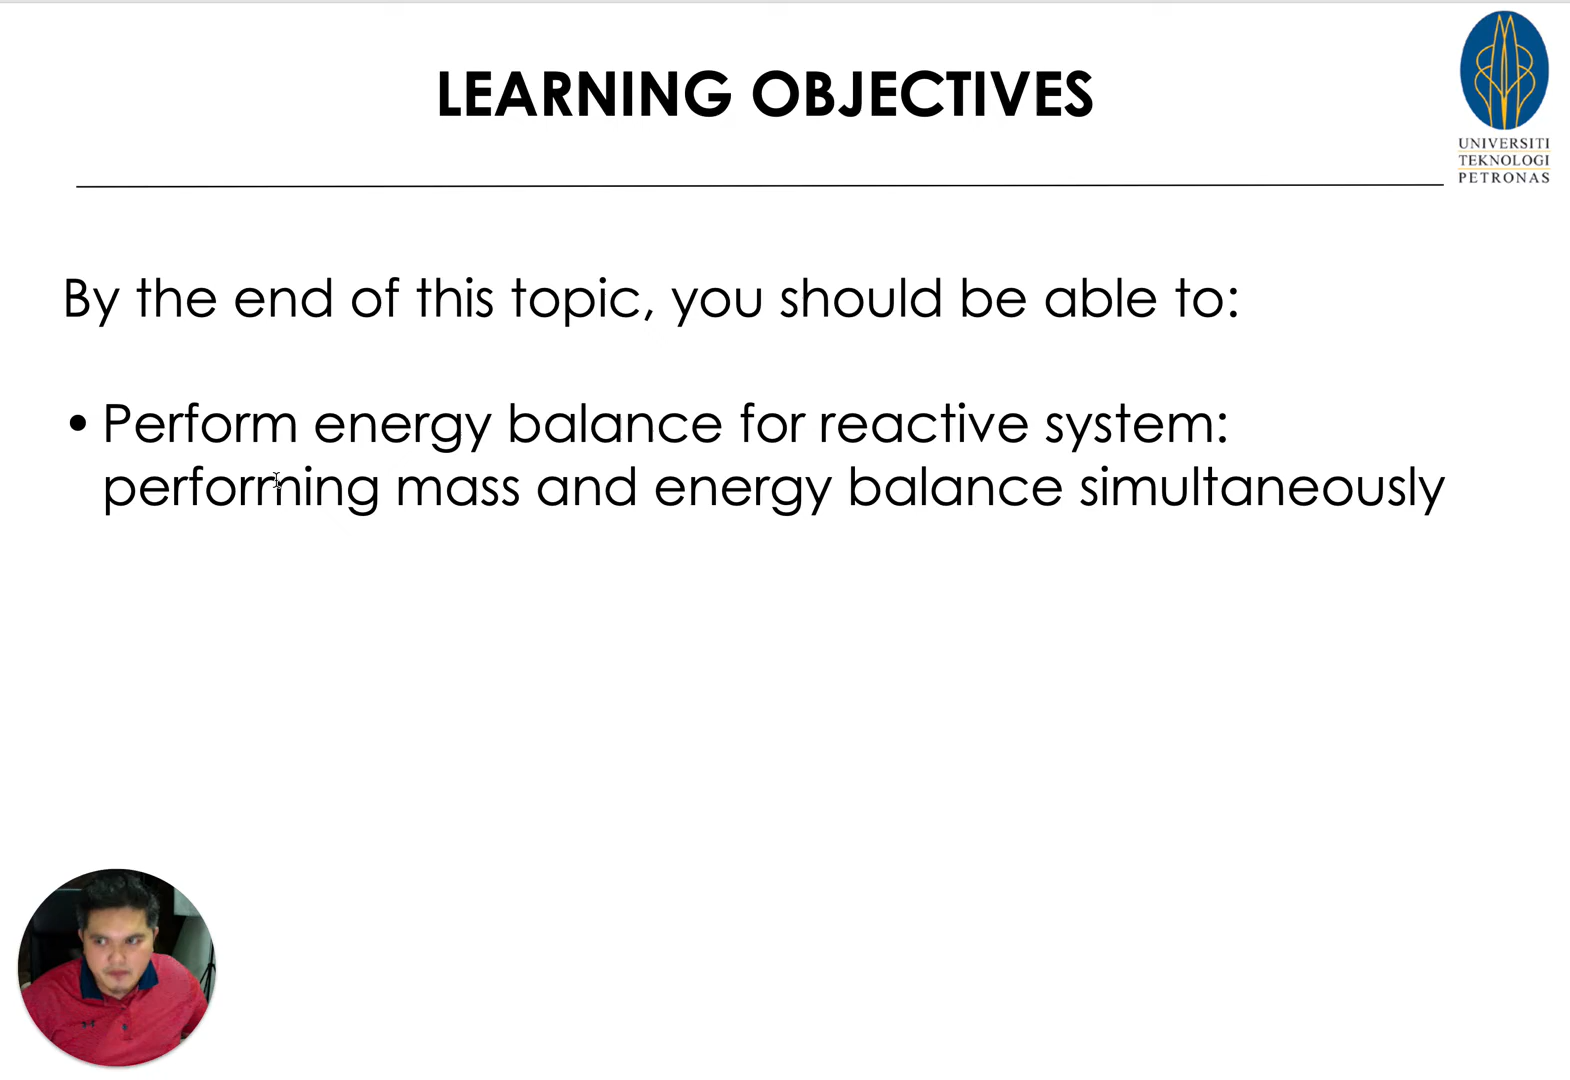 LEARNING OBJECTIVES
UNIVERSITI
TEKNOLOGI
PETRONAS
By the end of this topic, you should be able to:
• Perform energy balance for reactive system:
performing mass and energy balance simultaneously